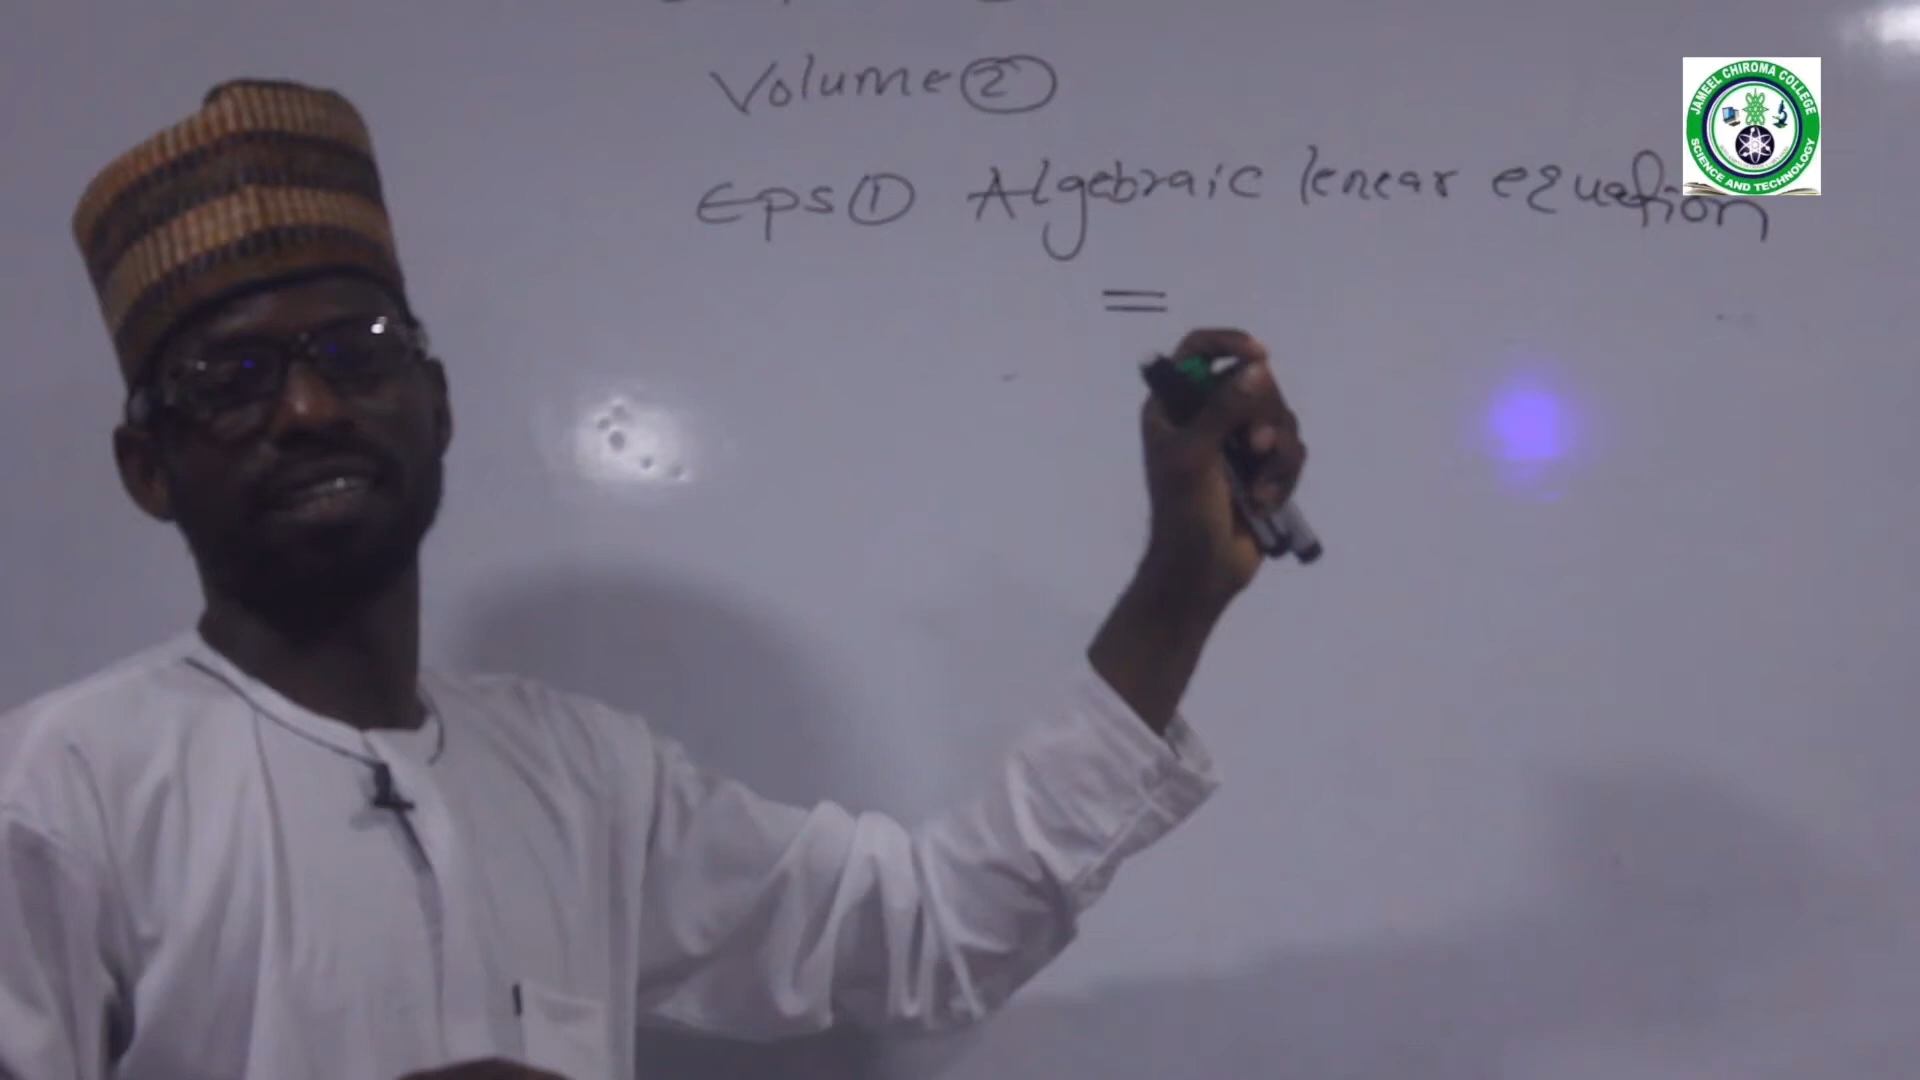 Volume ②
Eps ① Algebraic lenear equation
=
JAMEEL CHIROMA COLLEGE
SCIENCE AND TECHNOLOGY